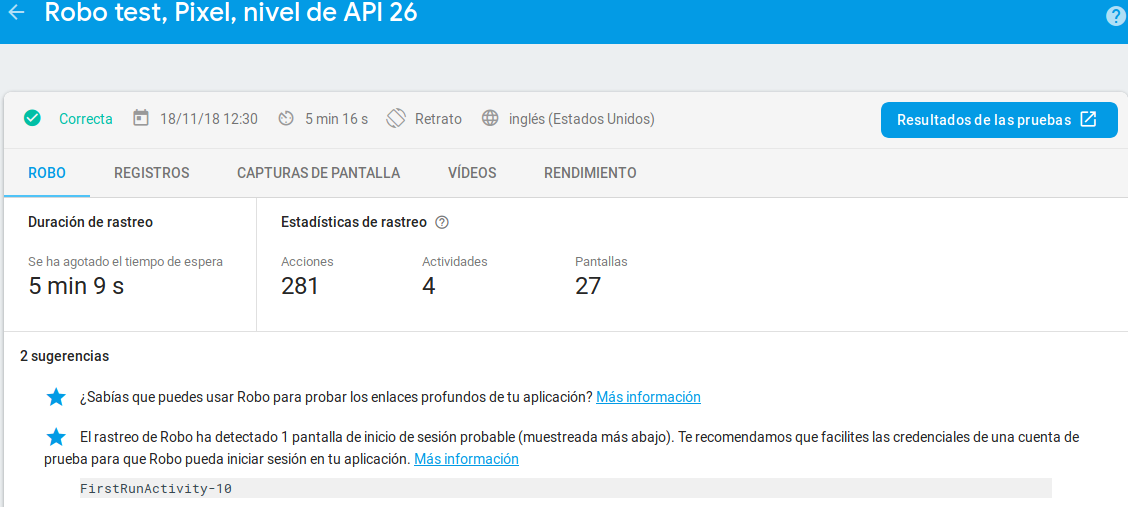 Robo test, Pixel, nivel de API 26
Correcta 18/11/18 12:30 5 min 16 s Retrato inglés (Estados Unidos) Resultados de las pruebas
ROBO REGISTROS CAPTURAS DE PANTALLA VÍDEOS RENDIMIENTO
Duración de rastreo
Se ha agotado el tiempo de espera
5 min 9 s
Estadísticas de rastreo
Acciones Actividades Pantallas
281 4 27
2 sugerencias
¿Sabías que puedes usar Robo para probar los enlaces profundos de tu aplicación? Más información
El rastreo de Robo ha detectado 1 pantalla de inicio de sesión probable (muestreada más abajo). Te recomendamos que facilites las credenciales de una cuenta de
prueba para que Robo pueda iniciar sesión en tu aplicación. Más información
FirstRunActivity-10